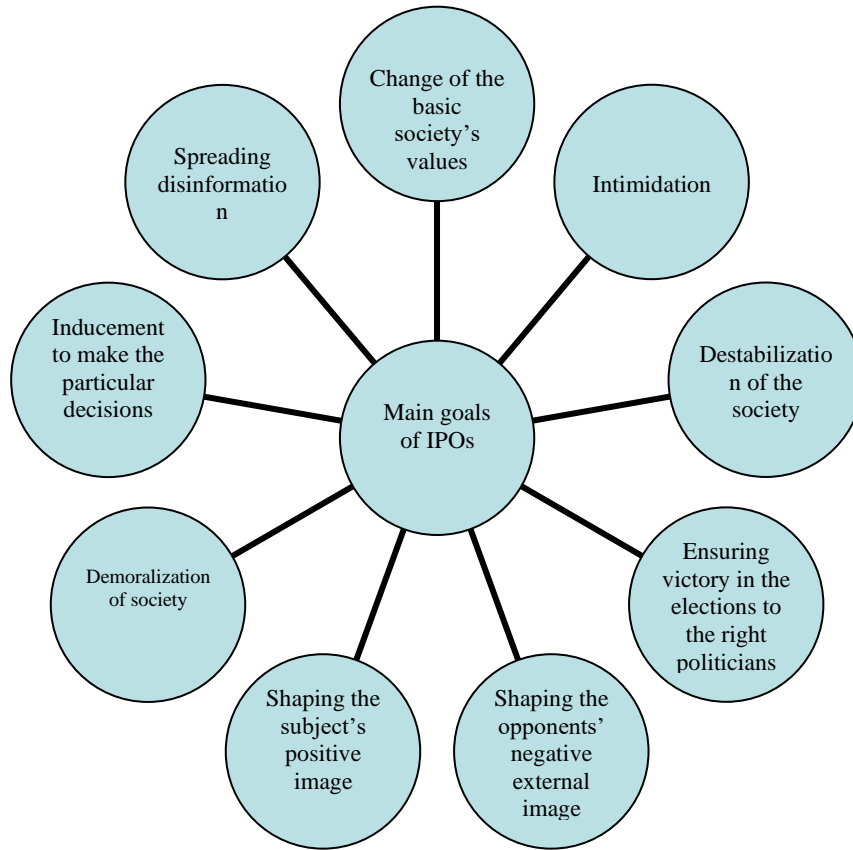 Change of the
basic
society's
values
Intimidation
Destabilizatio
n of the
society
Ensuring
victory in the
elections to
the right
politicians
Shaping the
opponents'
negative
external
image
Shaping the
subject's
positive
image
Demoralization
of society
Inducement
to make the
particular
decisions
Spreading
disinformatio
n
Main goals
of IPOs